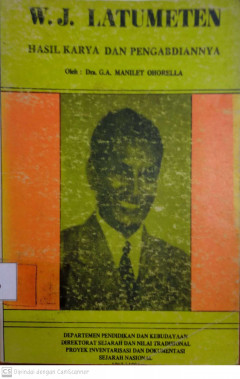 W. J. LATUMETEN
HASIL KARYA DAN PENGABDIANNYA
Oleh : Dra. G.A. MANILET OHORELLA
DEPARTEMEN PENDIDIKAN DAN KEBUDAYAAN
DIREKTORAT SEJARAH DAN NILAI TRADISIONAL
PROYEK INVENTARISASI DAN DOKUMENTASI
SEJARAH NASIONAL
Dipindai dengan CamScanner